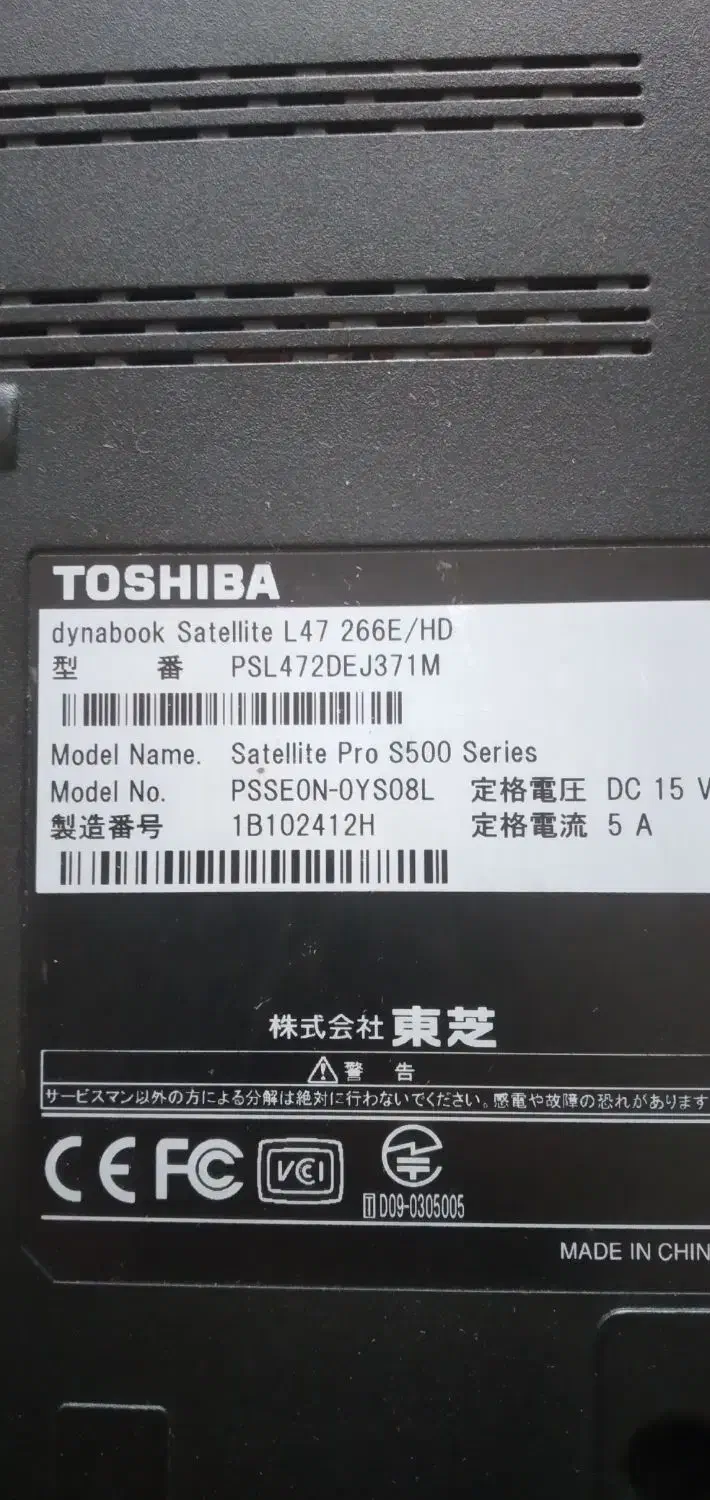 TOSHIBA
dynabook Satellite L47 266E/HD
型 番 PSL472DEJ371M
Model Name. Satellite Pro S500 Series
Model No. PSSE0N-0YS08L 定格電圧 DC 15 V
製造番号 1B102412H 定格電流 5 A
株式会社 東芝
⚠ 警 告
サービスマン以外の方による分解は絶対に行わないでください。感電や故障の恐れがあります
CE FC VCI
T D09-0305005
MADE IN CHIN